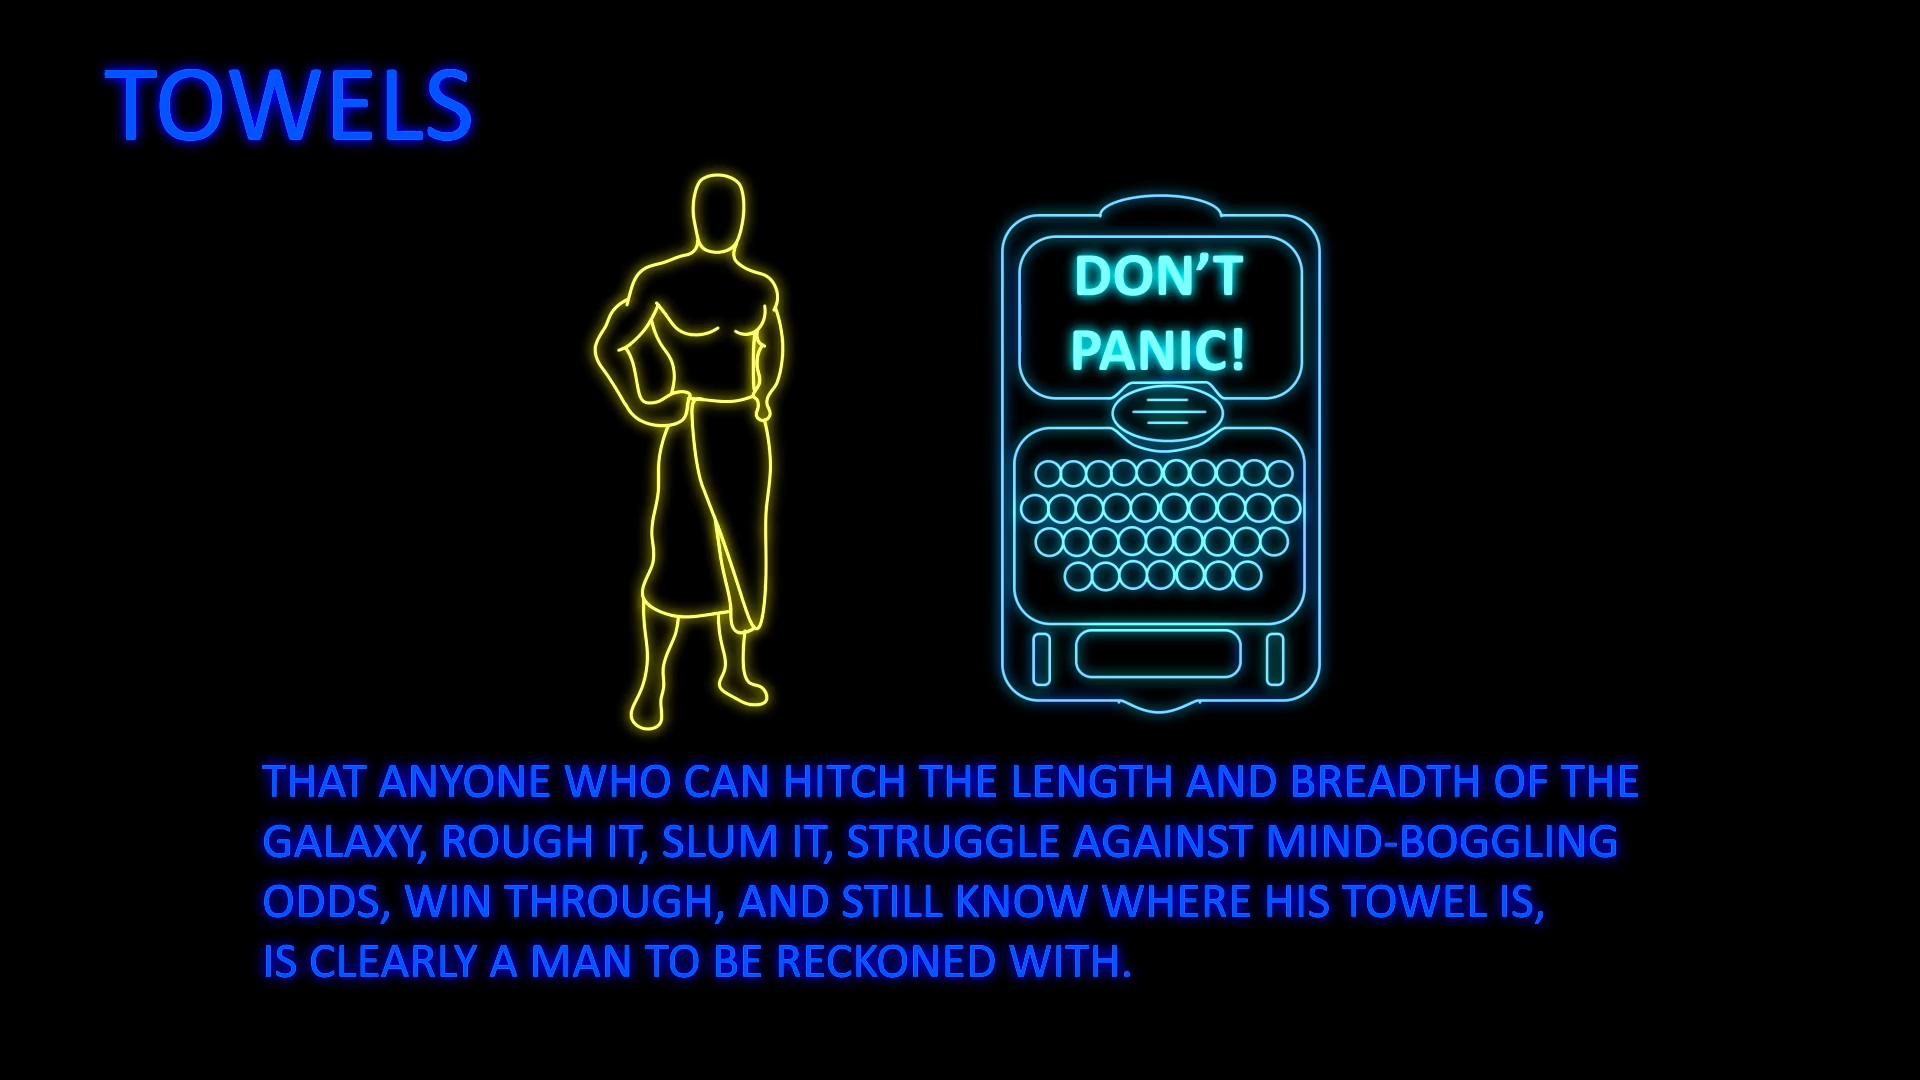 TOWELS
DON’T
PANIC!
THAT ANYONE WHO CAN HITCH THE LENGTH AND BREADTH OF THE
GALAXY, ROUGH IT, SLUM IT, STRUGGLE AGAINST MIND-BOGGLING
ODDS, WIN THROUGH, AND STILL KNOW WHERE HIS TOWEL IS,
IS CLEARLY A MAN TO BE RECKONED WITH.